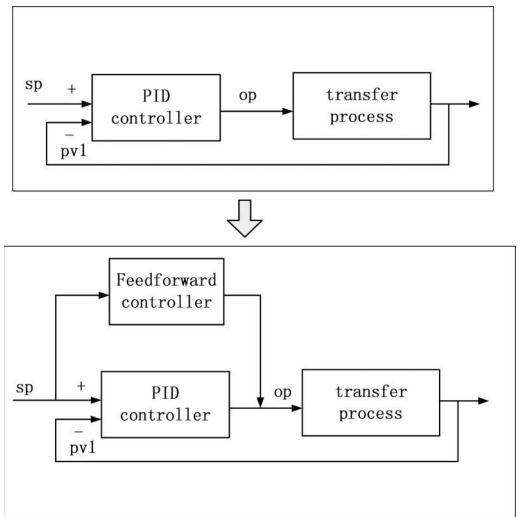 sp
+
PID
controller
op
transfer
process
−
pv1
Feedforward
controller
sp
+
PID
controller
op
transfer
process
−
pv1